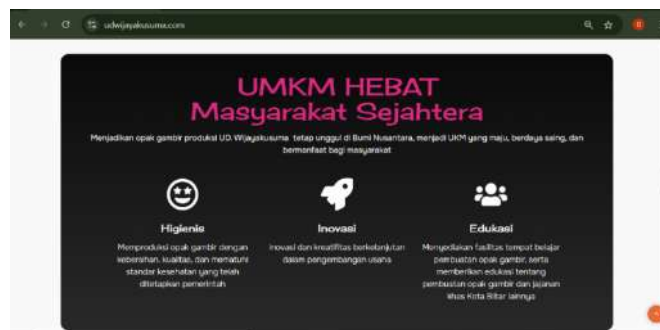 udwijayakusuma.com
UMKM HEBAT
Masyarakat Sejahtera
Menjadikan opak gambir produksi UD. Wijayakusuma tetap unggul di Bumi Nusantara, menjadi UKM yang maju, berdaya saing, dan
bermanfaat bagi masyarakat
Higienis
Memproduksi opak gambir dengan
kebersihan, kualitas, dan mematuhi
standar kesehatan yang telah
ditetapkan pemerintah
Inovasi
Inovasi dan kreatifitas berkelanjutan
dalam pengembangan usaha
Edukasi
Menyediakan fasilitas tempat belajar
pembuatan opak gambir, serta
memberikan edukasi tentang
pembuatan opak gambir dan jajanan
khas Kota Blitar lainnya